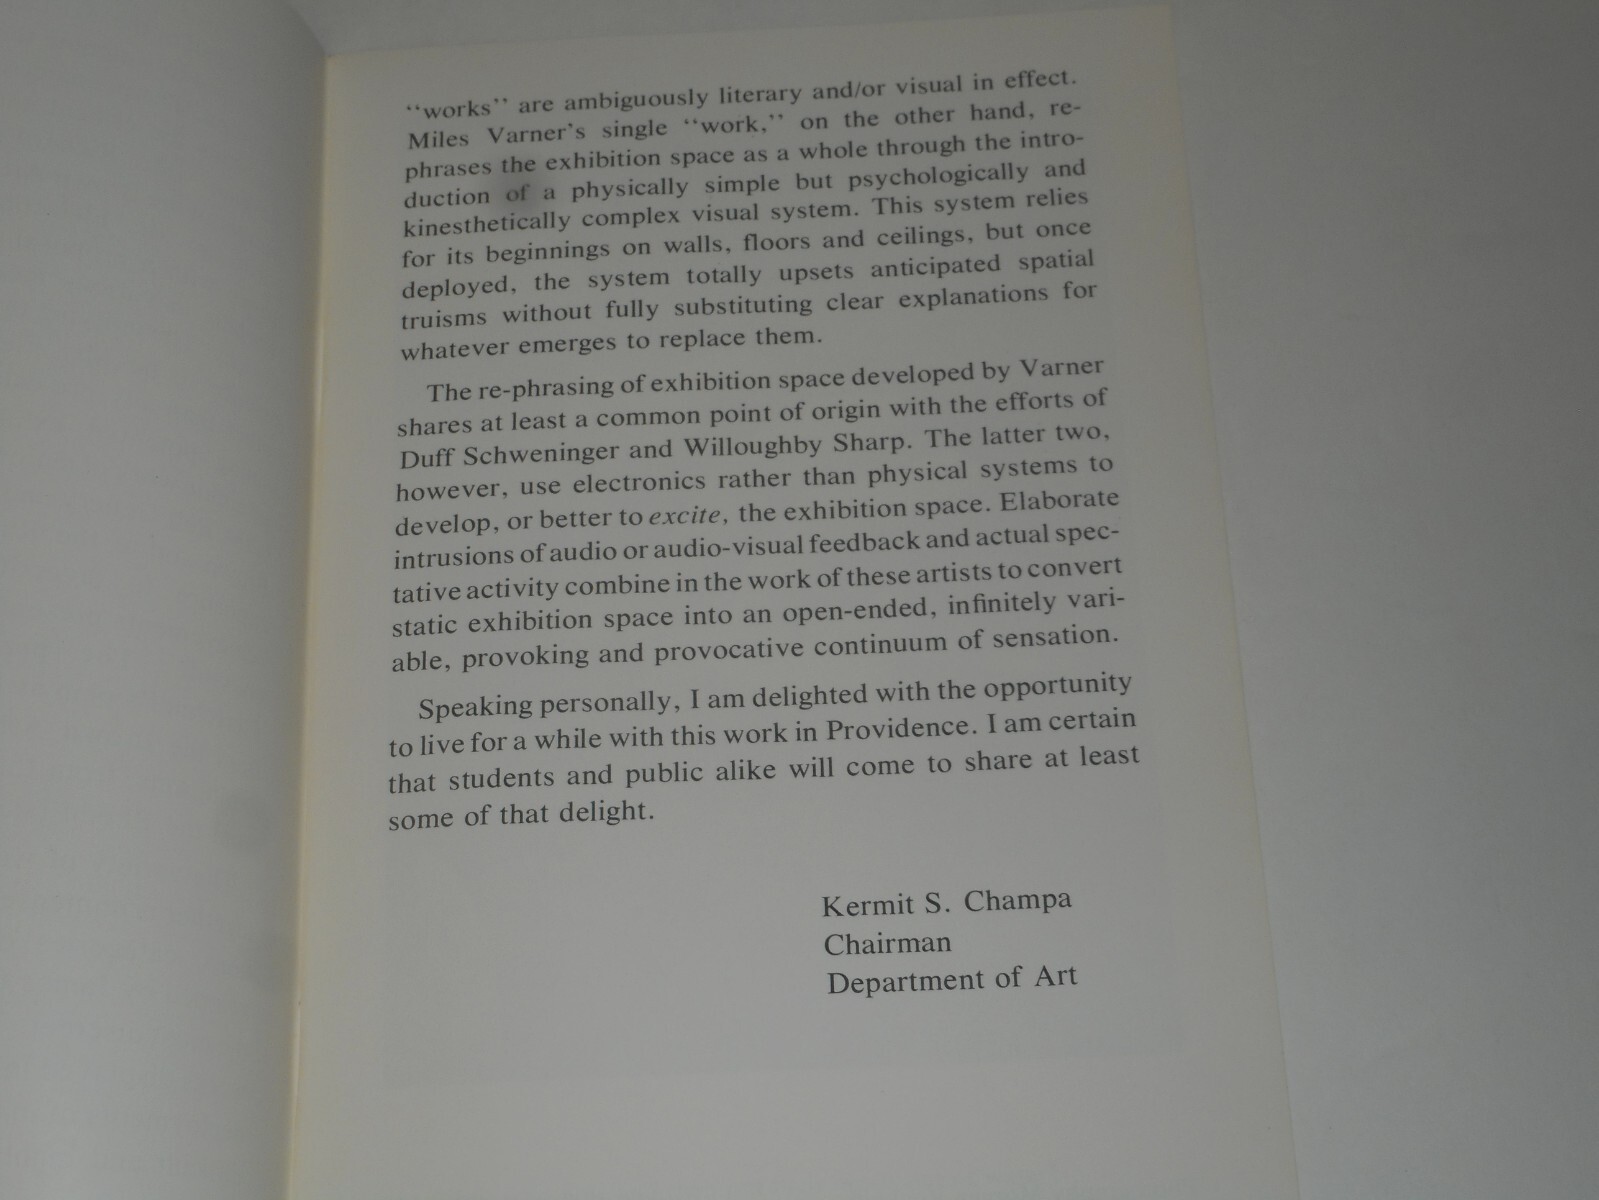 “works” are ambiguously literary and/or visual in effect.
Miles Varner's single “work,” on the other hand, re-
phrases the exhibition space as a whole through the intro-
duction of a physically simple but psychologically and
kinesthetically complex visual system. This system relies
for its beginnings on walls, floors and ceilings, but once
deployed, the system totally upsets anticipated spatial
truisms without fully substituting clear explanations for
whatever emerges to replace them.
The re-phrasing of exhibition space developed by Varner
shares at least a common point of origin with the efforts of
Duff Schweninger and Willoughby Sharp. The latter two,
however, use electronics rather than physical systems to
develop, or better to excite, the exhibition space. Elaborate
intrusions of audio or audio-visual feedback and actual spec-
tative activity combine in the work of these artists to convert
static exhibition space into an open-ended, infinitely vari-
able, provoking and provocative continuum of sensation.
Speaking personally, I am delighted with the opportunity
to live for a while with this work in Providence. I am certain
that students and public alike will come to share at least
some of that delight.
Kermit S. Champa
Chairman
Department of Art